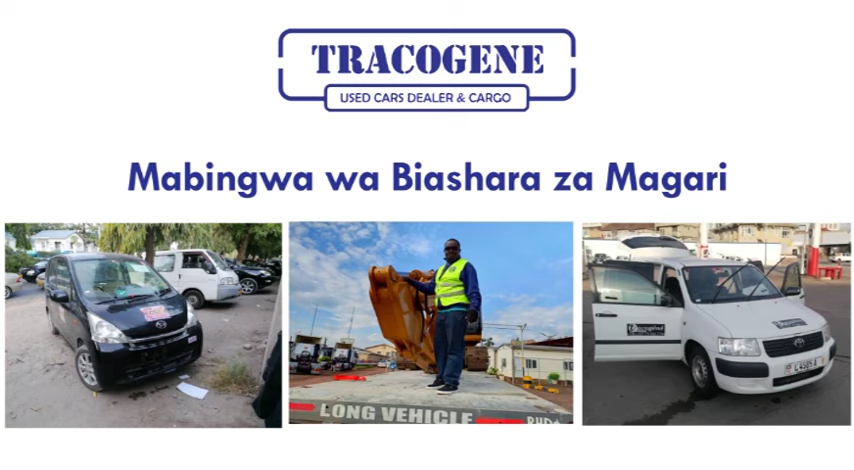 TRACOGENE
USED CARS DEALER & CARGO
Mabingwa wa Biashara za Magari
LONG VEHICLE